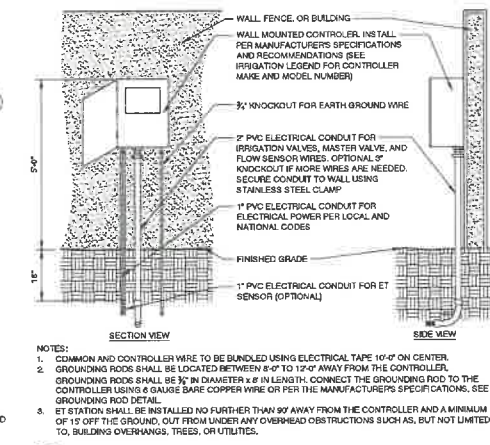 WALL, FENCE, OR BUILDING
WALL MOUNTED CONTROLER. INSTALL
PER MANUFACTURER'S SPECIFICATIONS
AND RECOMMENDATIONS (SEE
IRRIGATION LEGEND FOR CONTROLLER
MAKE AND MODEL NUMBER)
¾" KNOCKOUT FOR EARTH GROUND WIRE
2" PVC ELECTRICAL CONDUIT FOR
IRRIGATION VALVES, MASTER VALVE, AND
FLOW SENSOR WIRES. OPTIONAL 3"
KNOCKOUT IF MORE WIRES ARE NEEDED.
SECURE CONDUIT TO WALL USING
STAINLESS STEEL CLAMP
1" PVC ELECTRICAL CONDUIT FOR
ELECTRICAL POWER PER LOCAL AND
NATIONAL CODES
FINISHED GRADE
1" PVC ELECTRICAL CONDUIT FOR ET
SENSOR (OPTIONAL)
5'-0"
18"
SECTION VIEW
SIDE VIEW
NOTES:
1. COMMON AND CONTROLLER WIRE TO BE BUNDLED USING ELECTRICAL TAPE 10'-0" ON CENTER.
2. GROUNDING RODS SHALL BE LOCATED BETWEEN 8'-0" TO 12'-0" AWAY FROM THE CONTROLLER.
GROUNDING RODS SHALL BE IN DIAMETER x 8' IN LENGTH. CONNECT THE GROUNDING ROD TO THE
CONTROLLER USING 6 GAUGE BARE COPPER WIRE OR PER THE MANUFACTURER'S SPECIFICATIONS, SEE
GROUNDING ROD DETAIL.
3. ET STATION SHALL BE INSTALLED NO FURTHER THAN 90' AWAY FROM THE CONTROLLER AND A MINIMUM
OF 15' OFF THE GROUND, OUT FROM UNDER ANY OVERHEAD OBSTRUCTIONS SUCH AS, BUT NOT LIMITED
TO, BUILDING OVERHANGS, TREES, OR UTILITIES.